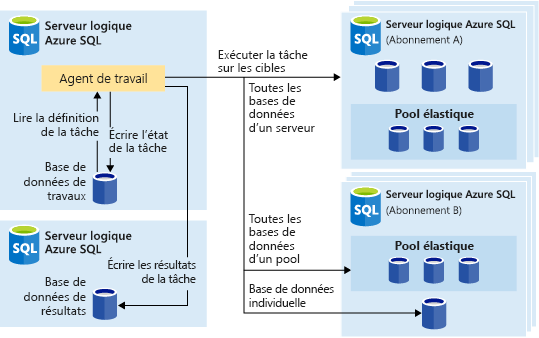 Serveur logique
Azure SQL
SQL
Agent de travail
Lire la définition
de la tâche
Écrire l'état
de la tâche
Base de
données de
travaux
Serveur logique
Azure SQL
SQL
Écrire les résultats
de la tâche
Base de
données de
résultats
Exécuter la tâche
sur les cibles
Toutes les
bases de
données
d'un serveur
Toutes les
bases de
données
d'un pool
Base de données
individuelle
Serveur logique Azure SQL
(Abonnement A)
SQL
Pool élastique
Serveur logique Azure SQL
(Abonnement B)
SQL
Pool élastique